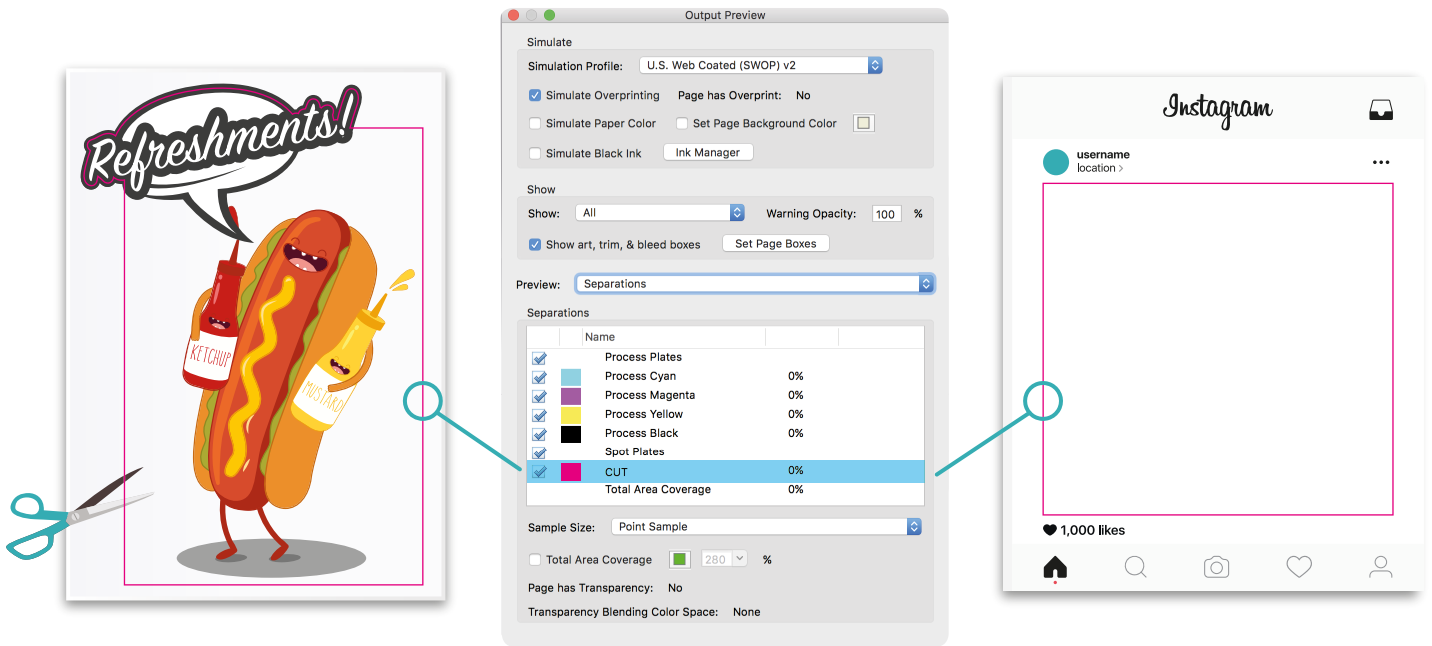 Refreshments!
KETCHUP
MUSTARD
Output Preview
Simulate
Simulation Profile: U.S. Web Coated (SWOP) v2
Simulate Overprinting Page has Overprint: No
Simulate Paper Color Set Page Background Color
Simulate Black Ink Ink Manager
Show
Show: All Warning Opacity: 100 %
Show art, trim, & bleed boxes Set Page Boxes
Preview: Separations
Separations
Name
Process Plates
Process Cyan 0%
Process Magenta 0%
Process Yellow 0%
Process Black 0%
Spot Plates
CUT 0%
Total Area Coverage 0%
Sample Size: Point Sample
Total Area Coverage 280 %
Page has Transparency: No
Transparency Blending Color Space: None
Instagram
username
location >
1,000 likes